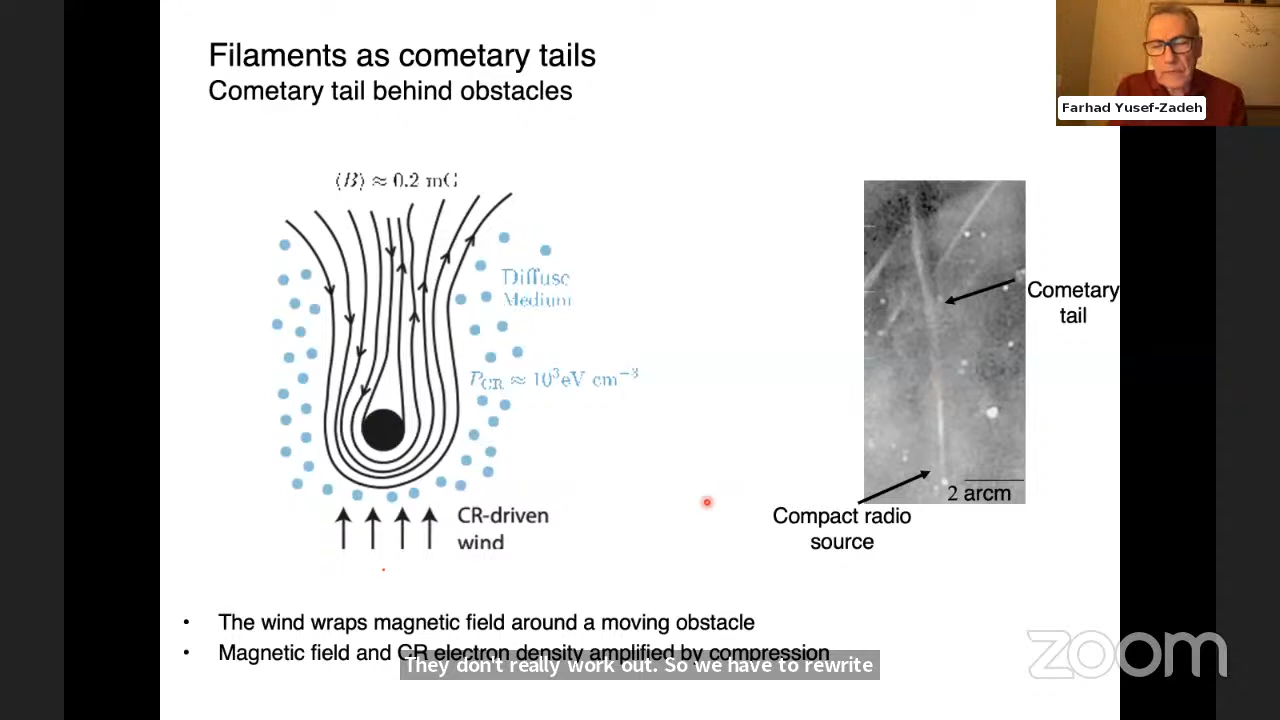 Filaments as cometary tails
Cometary tail behind obstacles
Farhad Yusef-Zadeh
⟨B⟩ ≈ 0.2 mG
Diffuse
Medium
P_CR ≈ 10³eV cm⁻³
CR-driven
wind
Cometary
tail
2 arcm
Compact radio
source
• The wind wraps magnetic field around a moving obstacle
• Magnetic field and CR electron density amplified by compression
They don't really work out. So we have to rewrite
zoom